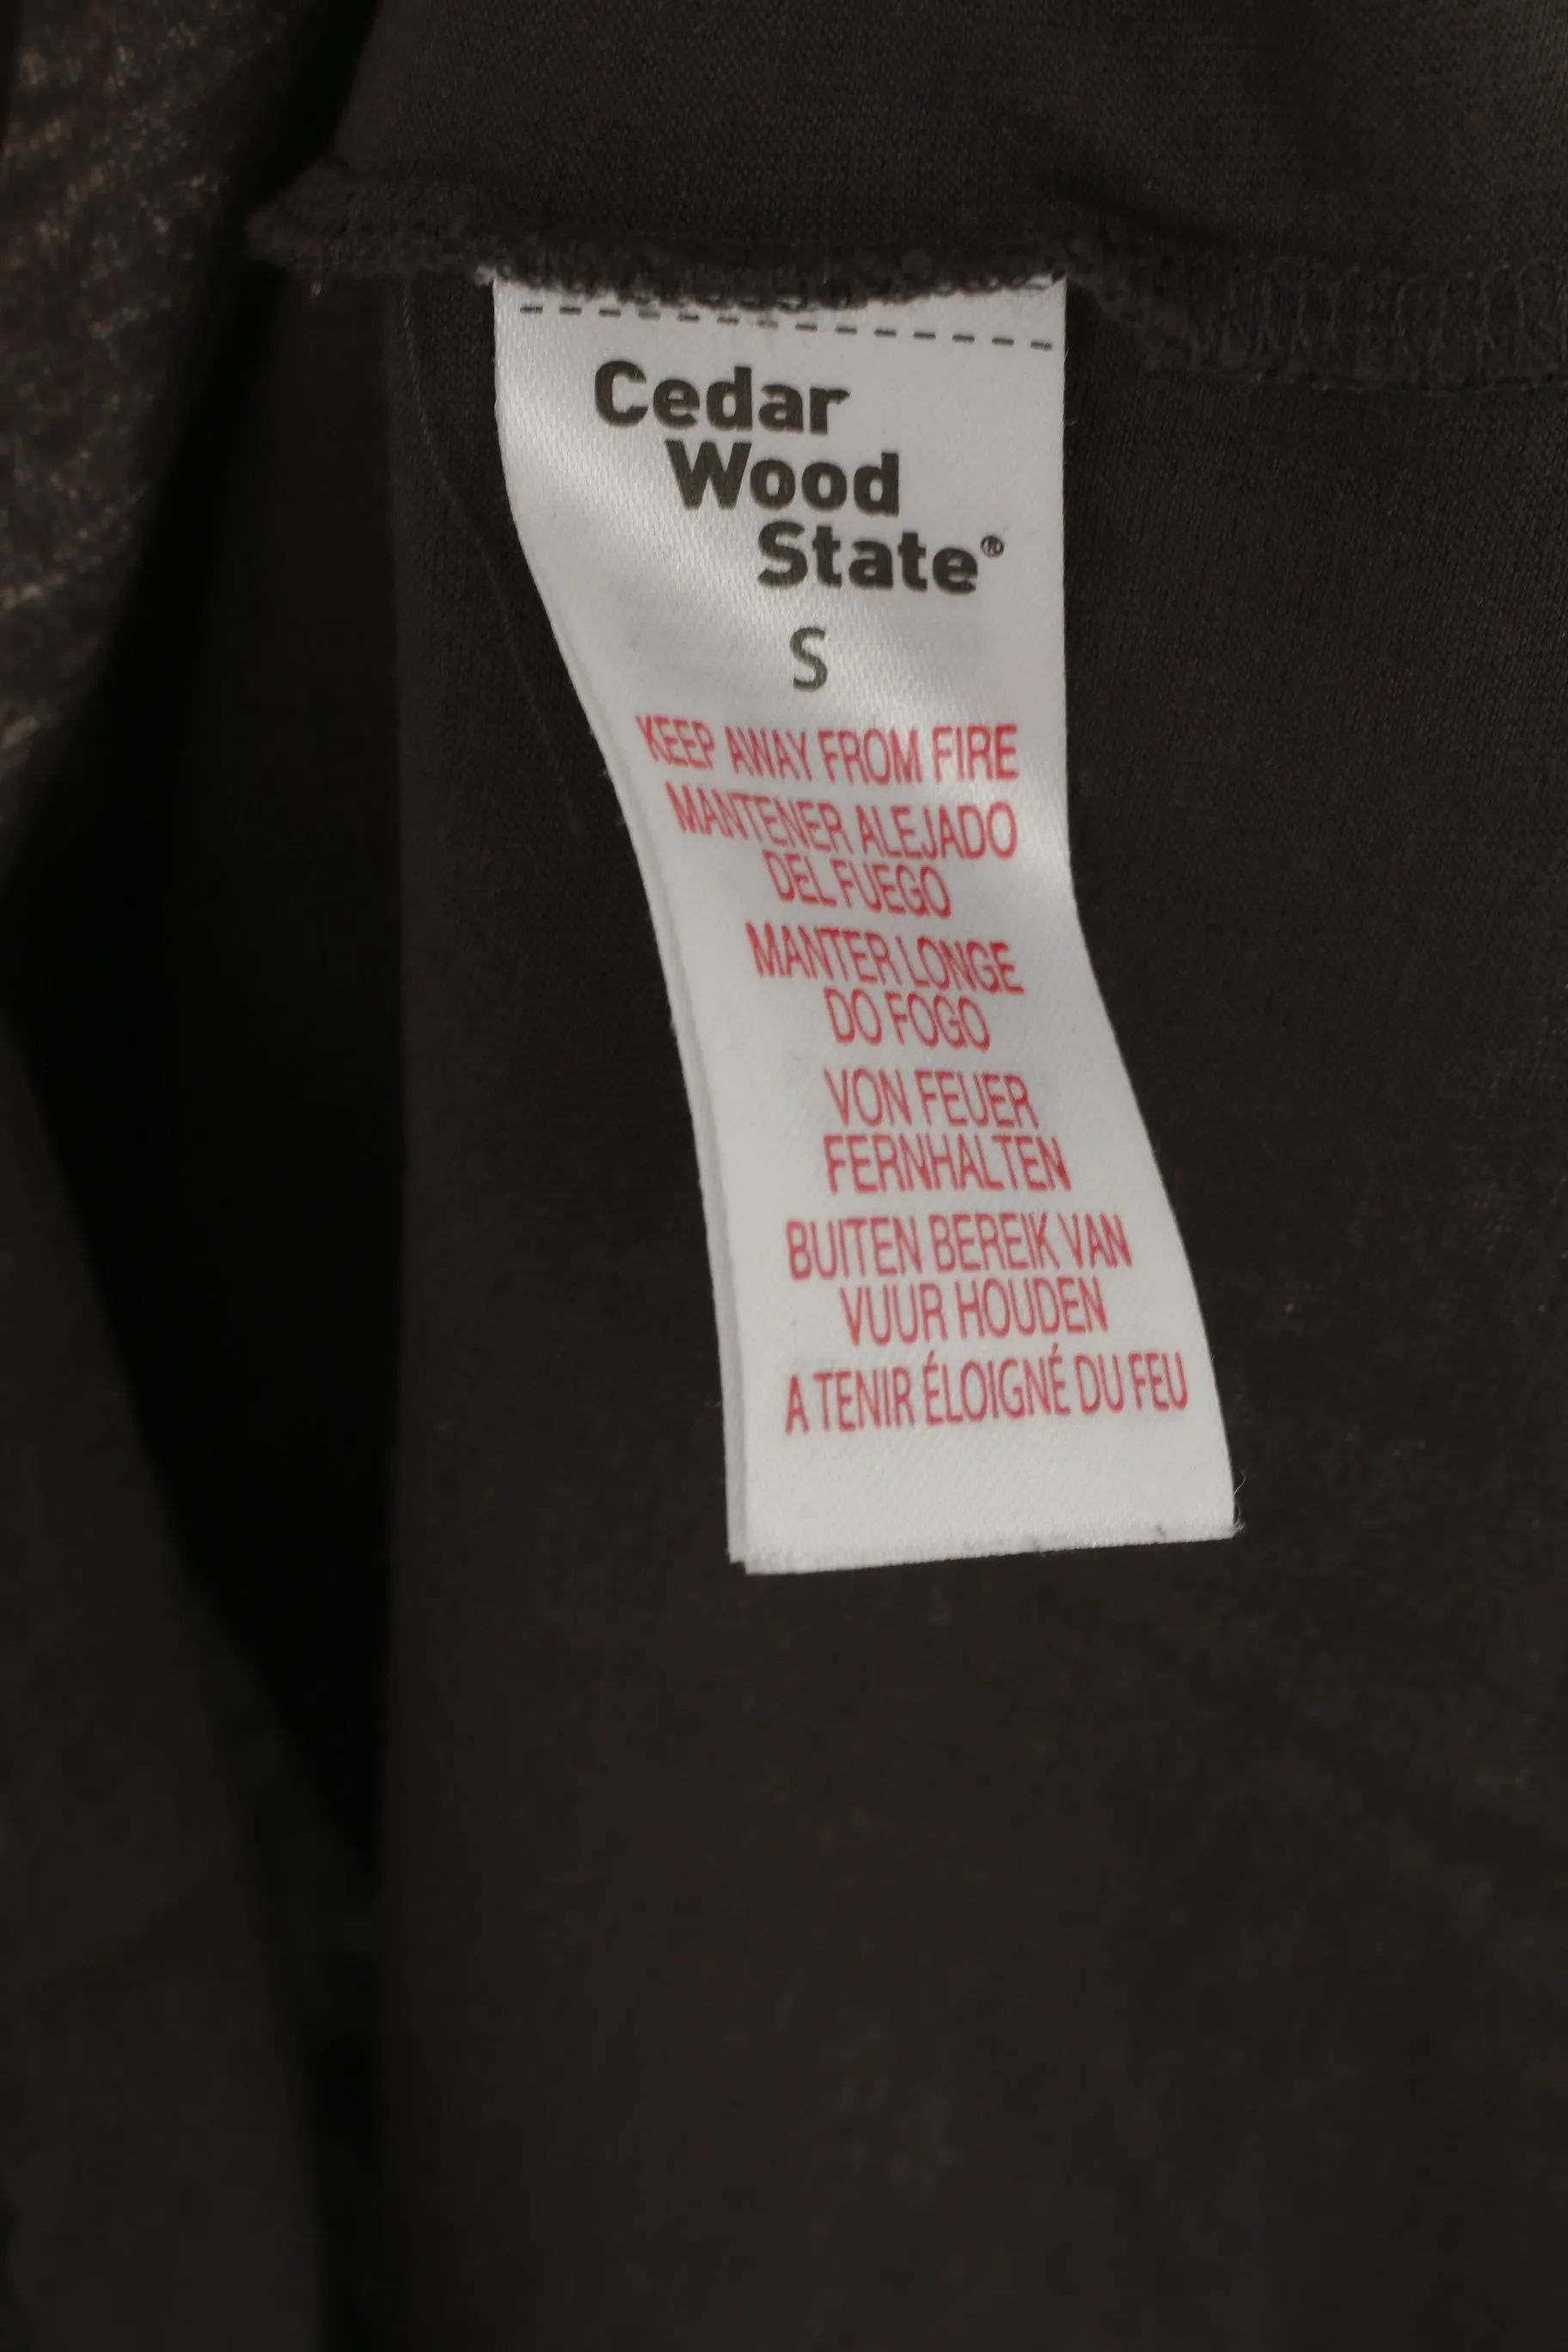 Cedar
Wood
State®
S
KEEP AWAY FROM FIRE
MANTENER ALEJADO
DEL FUEGO
MANTER LONGE
DO FOGO
VON FEUER
FERNHALTEN
BUITEN BEREIK VAN
VUUR HOUDEN
A TENIR ÉLOIGNÉ DU FEU